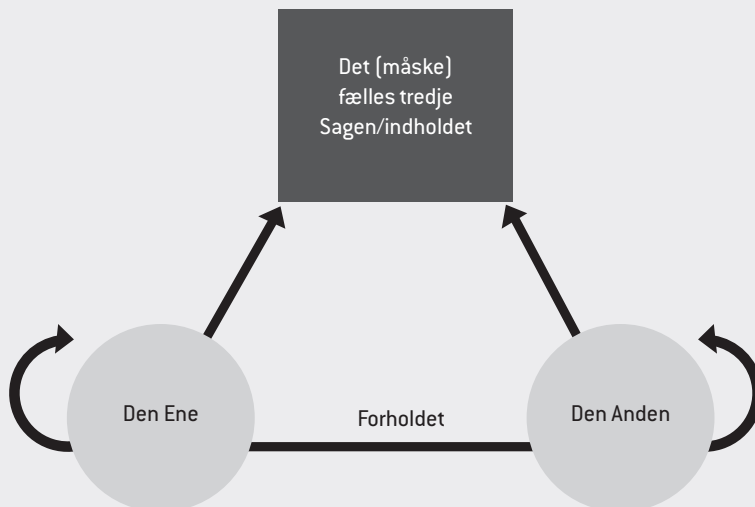 Det (måske)
fælles tredje
Sagen/indholdet
Den Ene
Forholdet
Den Anden